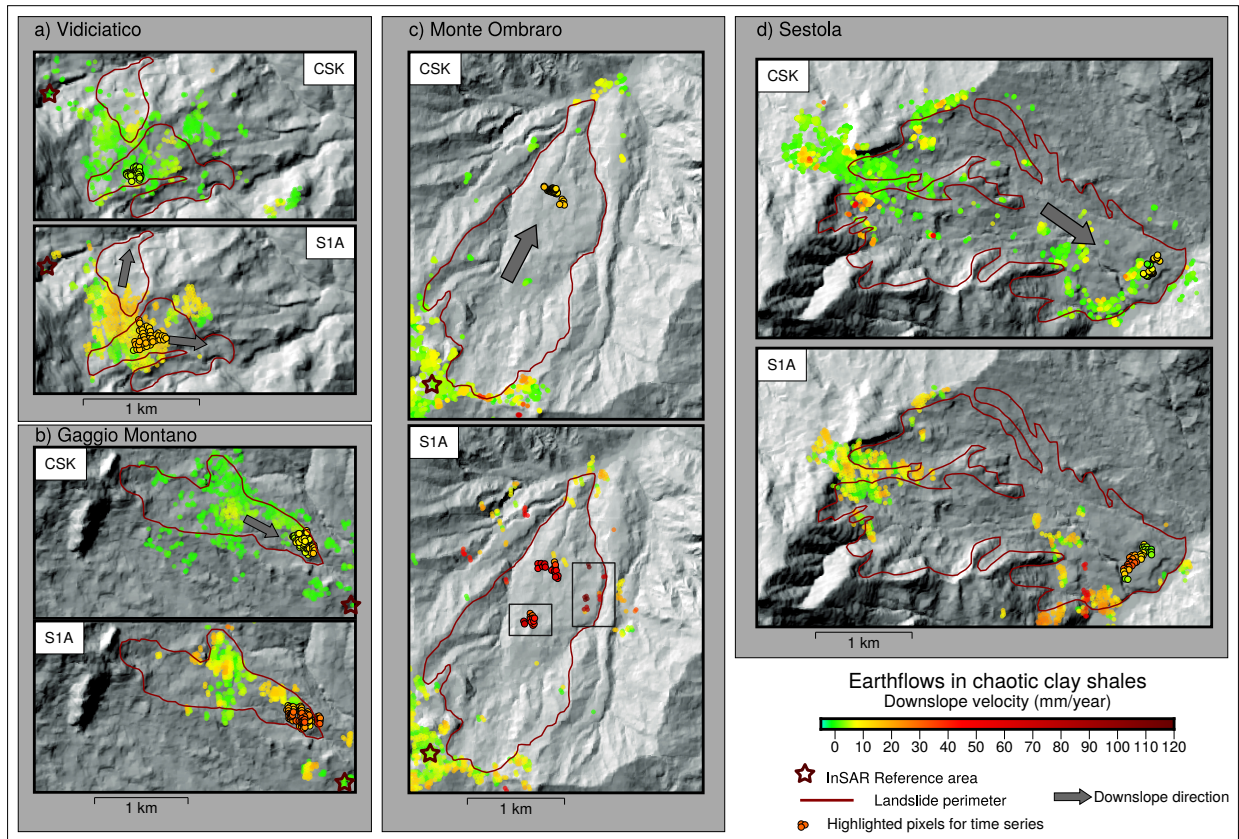 a) Vidiciatico
CSK
S1A
1 km
b) Gaggio Montano
CSK
S1A
1 km
c) Monte Ombraro
CSK
S1A
1 km
d) Sestola
CSK
S1A
1 km
Earthflows in chaotic clay shales
Downslope velocity (mm/year)
0 10 20 30 40 50 60 70 80 90 100 110 120
InSAR Reference area
Landslide perimeter
Downslope direction
Highlighted pixels for time series